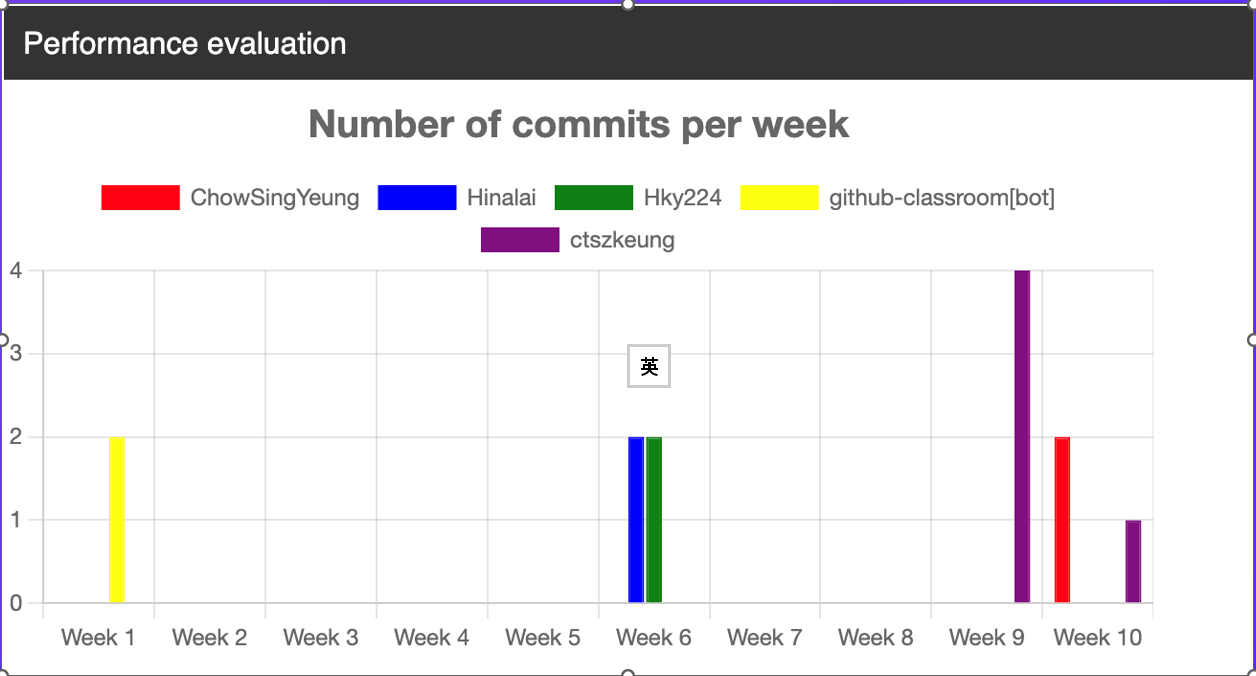 Performance evaluation
Number of commits per week
ChowSingYeung Hinalai Hky224 github-classroom[bot]
ctszkeung
4
3
英
2
1
0
Week 1 Week 2 Week 3 Week 4 Week 5 Week 6 Week 7 Week 8 Week 9 Week 10